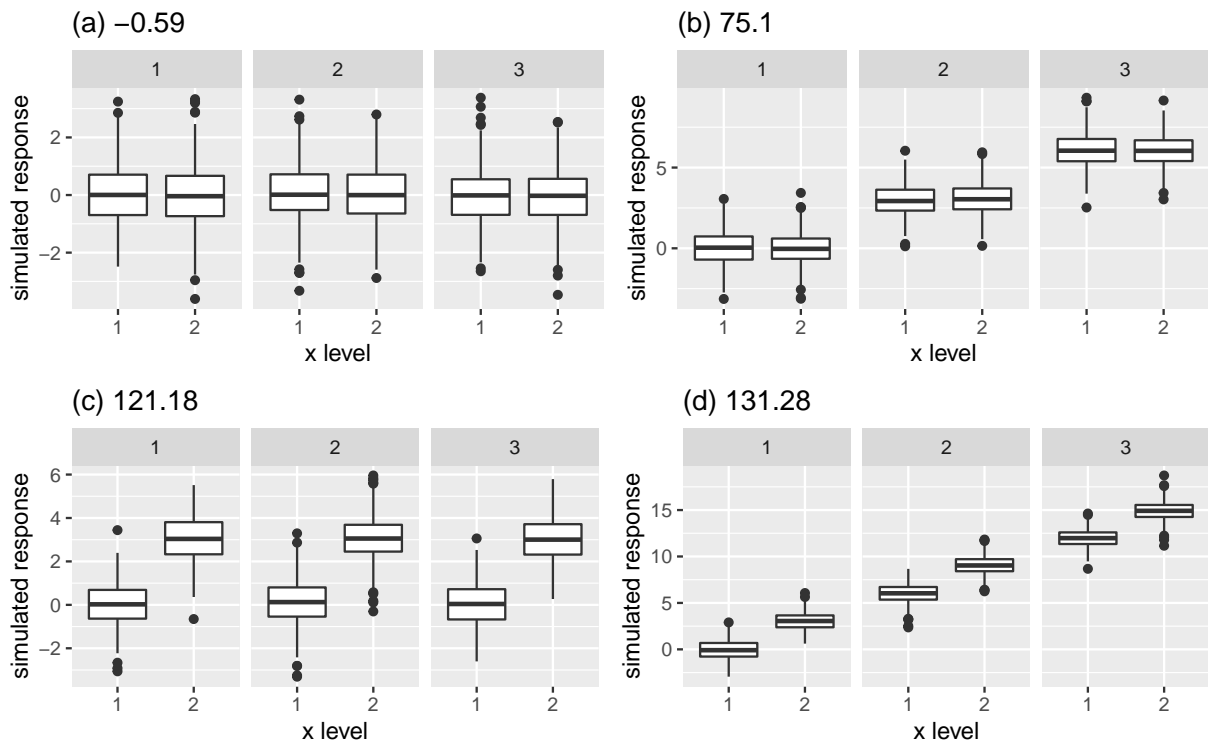 (a) −0.59
1 2 3
simulated response
2
0
−2
1 2 1 2 1 2
x level
(b) 75.1
1 2 3
simulated response
5
0
1 2 1 2 1 2
x level
(c) 121.18
1 2 3
simulated response
6
4
2
0
−2
1 2 1 2 1 2
x level
(d) 131.28
1 2 3
simulated response
15
10
5
0
1 2 1 2 1 2
x level